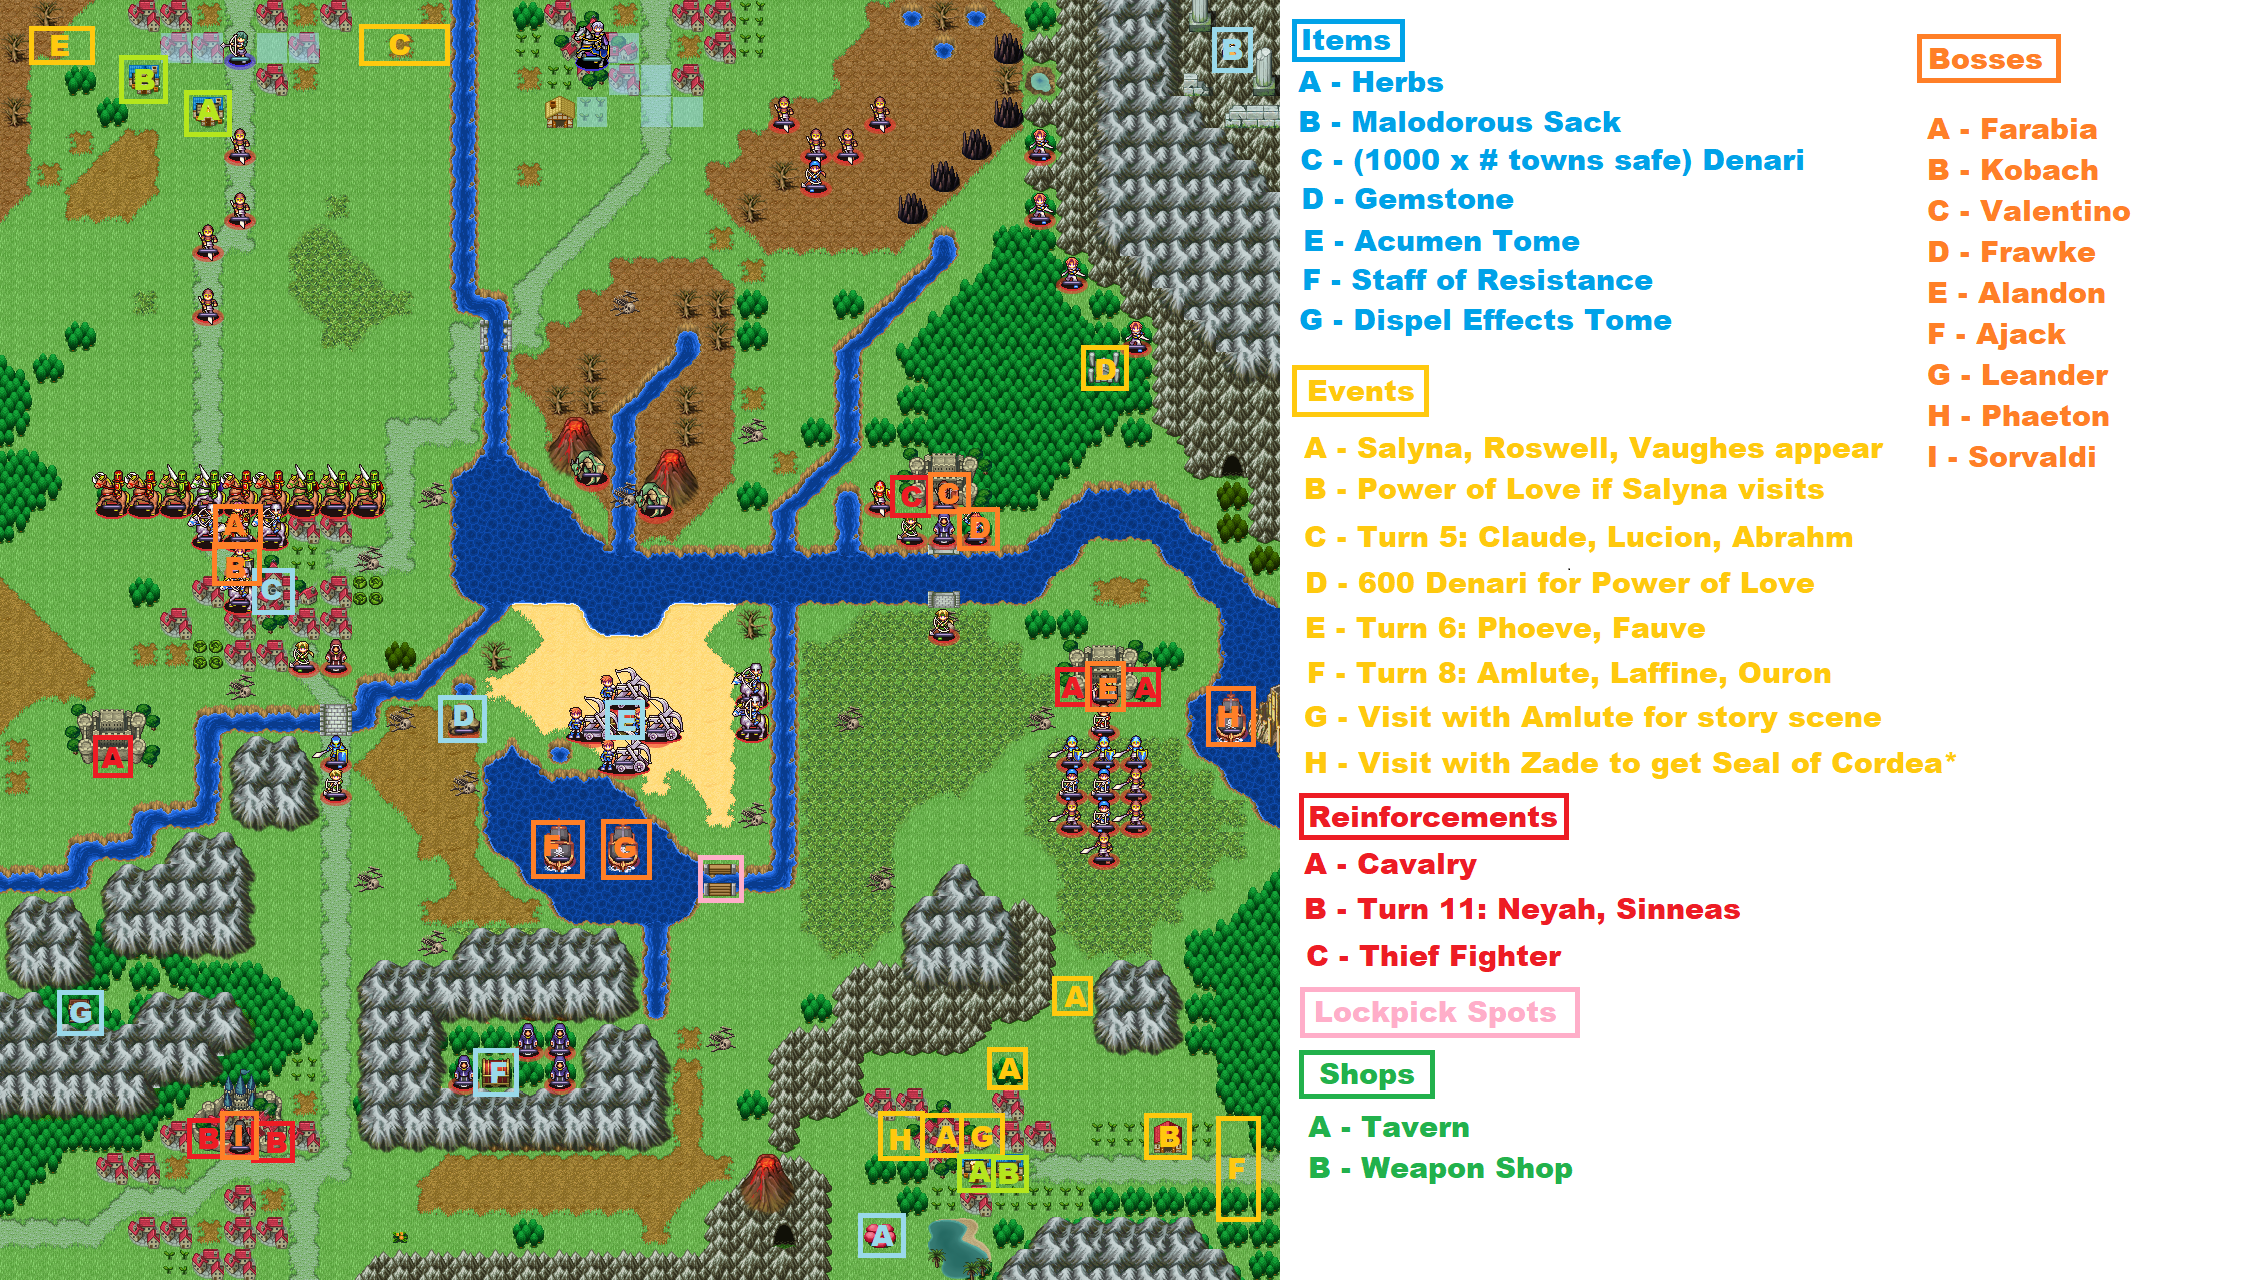 E
C
B
B
A
D
C
C
D
A
B
C
E
A
E
A
H
D
E
A
F
G
A
G
A
F
H
A
G
B
B
I
B
A
B
F
A
Items
A - Herbs
B - Malodorous Sack
C - (1000 x # towns safe) Denari
D - Gemstone
E - Acumen Tome
F - Staff of Resistance
G - Dispel Effects Tome
Events
A - Salyna, Roswell, Vaughes appear
B - Power of Love if Salyna visits
C - Turn 5: Claude, Lucion, Abrahm
D - 600 Denari for Power of Love
E - Turn 6: Phoeve, Fauve
F - Turn 8: Amlute, Laffine, Ouron
G - Visit with Amlute for story scene
H - Visit with Zade to get Seal of Cordea*
Reinforcements
A - Cavalry
B - Turn 11: Neyah, Sinneas
C - Thief Fighter
Lockpick Spots
Shops
A - Tavern
B - Weapon Shop
Bosses
A - Farabia
B - Kobach
C - Valentino
D - Frawke
E - Alandon
F - Ajack
G - Leander
H - Phaeton
I - Sorvaldi